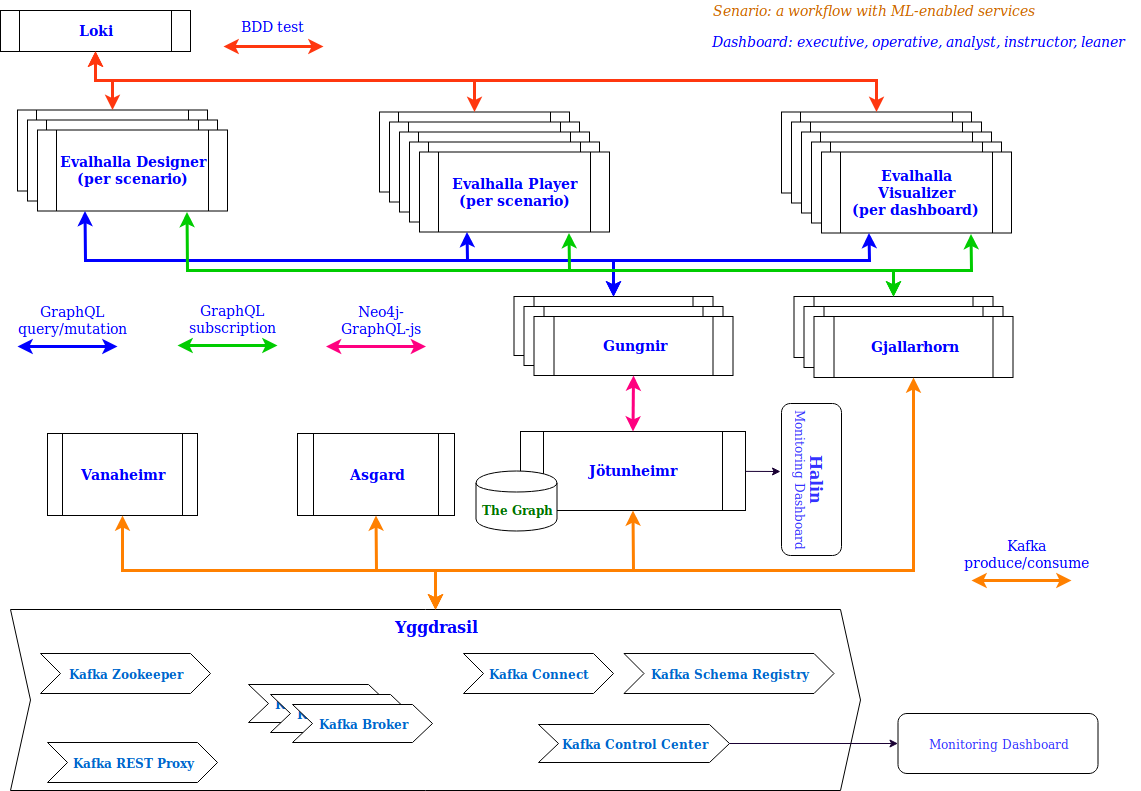 Loki
BDD test
Senario: a workflow with ML-enabled services
Dashboard: executive, operative, analyst, instructor, leaner
Evalhalla Designer
(per scenario)
Evalhalla Player
(per scenario)
Evalhalla
Visualizer
(per dashboard)
GraphQL
query/mutation
GraphQL
subscription
Neo4j-
GraphQL-js
Gungnir
Gjallarhorn
Vanaheimr
Asgard
Jötunheimr
The Graph
Halin
Monitoring Dashboard
Kafka
produce/consume
Yggdrasil
Kafka Zookeeper
Kafka Connect
Kafka Schema Registry
K
K
Kafka Broker
Kafka Control Center
Monitoring Dashboard
Kafka REST Proxy